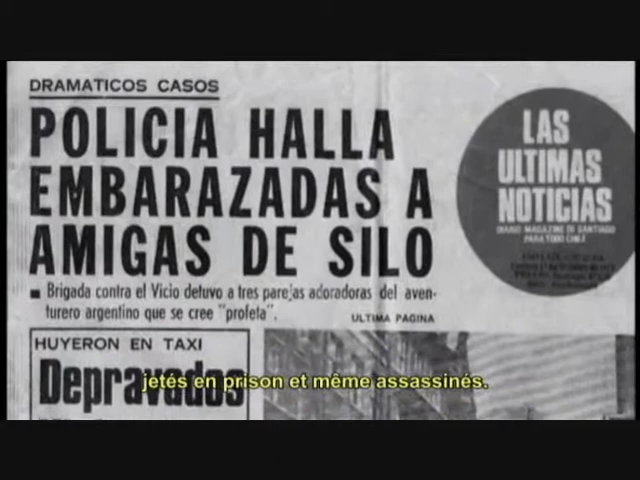 DRAMATICOS CASOS
POLICIA HALLA
EMBARAZADAS A
AMIGAS DE SILO
Brigada contra el Vicio detuvo a tres parejas adoradoras del aven-
turero argentino que se cree "profeta".
ULTIMA PAGINA
LAS
ULTIMAS
NOTICIAS
DIARIO MAGAZINE DE SANTIAGO
PARA TODO CHILE
HUYERON EN TAXI
Depravados
jetés en prison et même assassinés.